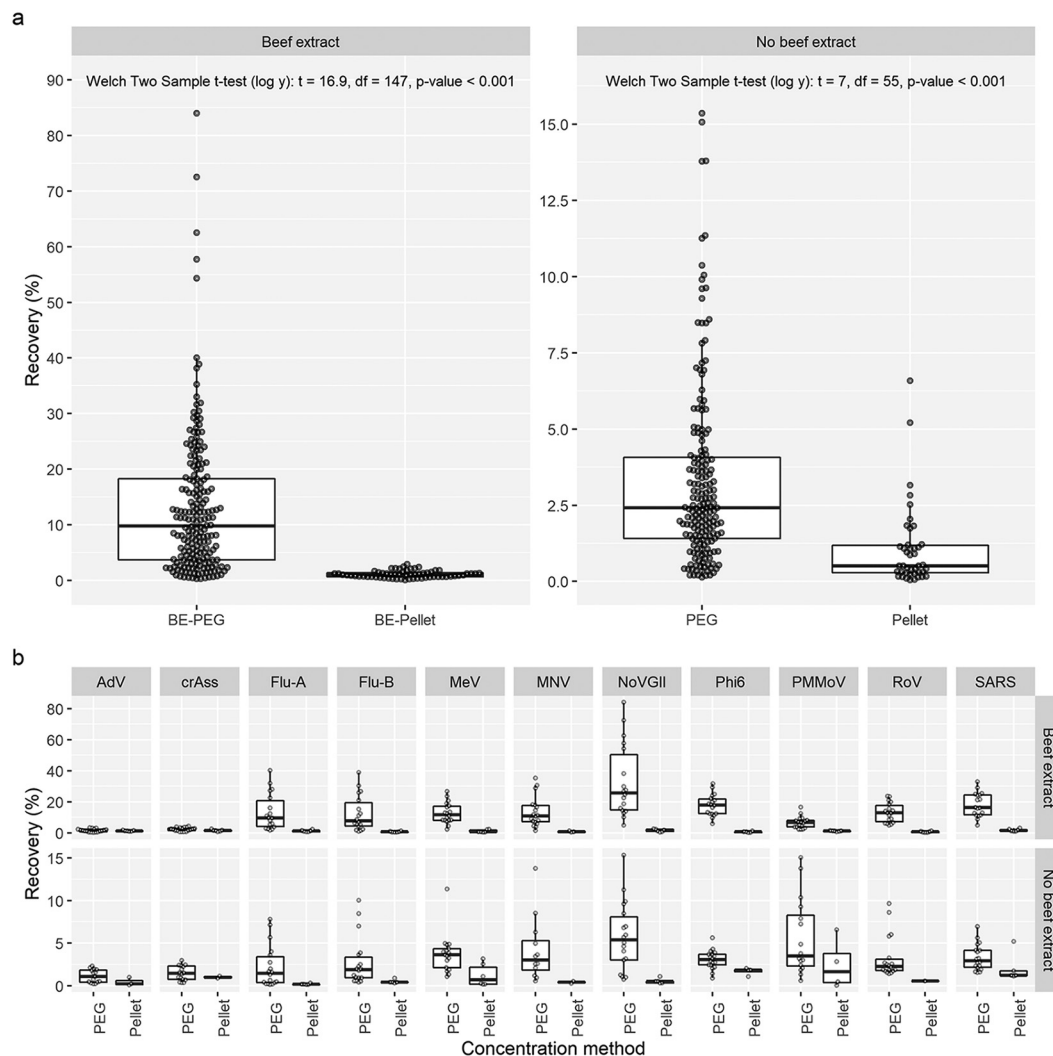 a
Beef extract
No beef extract
Welch Two Sample t-test (log y): t = 16.9, df = 147, p-value < 0.001
Welch Two Sample t-test (log y): t = 7, df = 55, p-value < 0.001
Recovery (%)
90
80
70
60
50
40
30
20
10
0
15.0
12.5
10.0
7.5
5.0
2.5
0.0
BE-PEG
BE-Pellet
PEG
Pellet
b
AdV
crAss
Flu-A
Flu-B
MeV
MNV
NoVGII
Phi6
PMMoV
RoV
SARS
Recovery (%)
80
60
40
20
0
Beef extract
Recovery (%)
15
10
5
0
No beef extract
PEG
Pellet
PEG
Pellet
PEG
Pellet
PEG
Pellet
PEG
Pellet
PEG
Pellet
PEG
Pellet
PEG
Pellet
PEG
Pellet
PEG
Pellet
PEG
Pellet
Concentration method